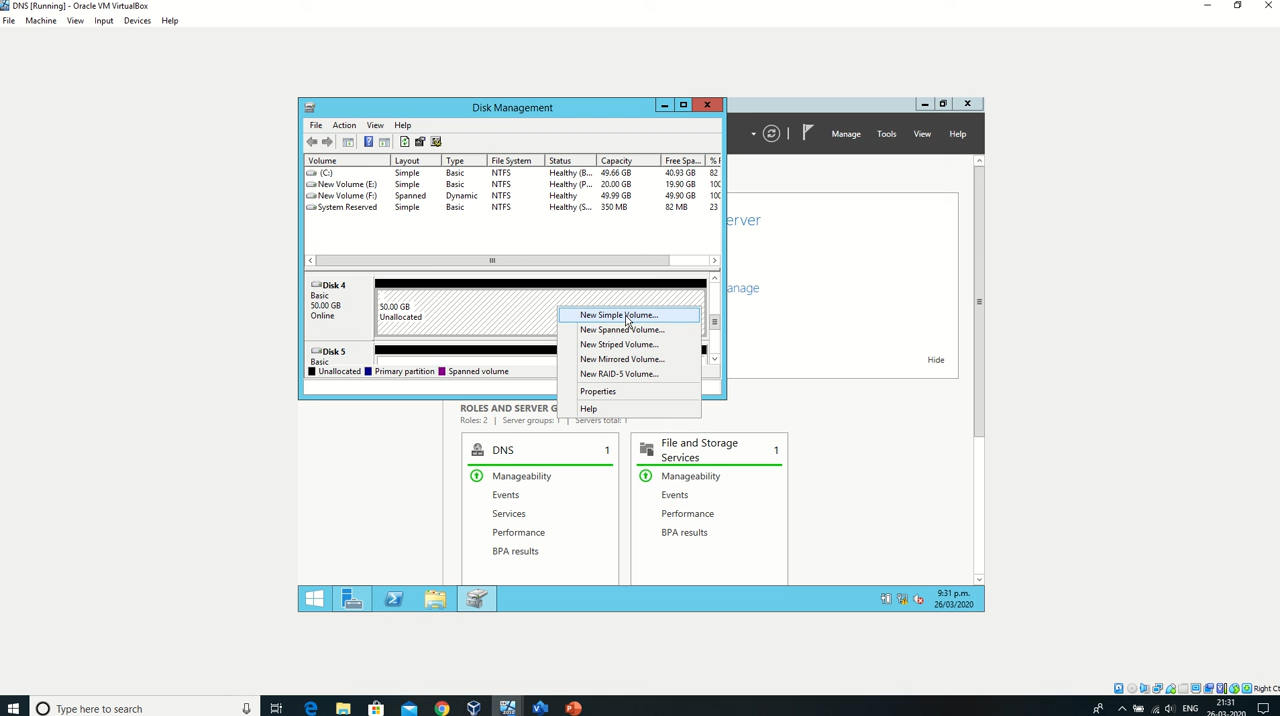 DNS [Running] - Oracle VM VirtualBox
File Machine View Input Devices Help
Disk Management
File Action View Help
Manage Tools View Help
Volume Layout Type File System Status Capacity Free Spa... % F
(C:) Simple Basic NTFS Healthy (B... 49.66 GB 40.93 GB 82
New Volume (E:) Simple Basic NTFS Healthy (P... 20.00 GB 19.90 GB 100
New Volume (F:) Spanned Dynamic NTFS Healthy 49.99 GB 49.90 GB 100
System Reserved Simple Basic NTFS Healthy (S... 350 MB 82 MB 23
erver
anage
Disk 4
Basic
50.00 GB
Online
50.00 GB
Unallocated
New Simple Volume...
New Spanned Volume...
New Striped Volume...
New Mirrored Volume...
New RAID-5 Volume...
Properties
Help
Disk 5
Basic
Unallocated Primary partition Spanned volume
Hide
ROLES AND SERVER G
Roles: 2 | Server groups: 1 | Servers total: 1
DNS 1
Manageability
Events
Services
Performance
BPA results
File and Storage
Services 1
Manageability
Events
Performance
BPA results
9:31 p.m.
26/03/2020
Right Ct
Type here to search
ENG
21:31
26-03-2020